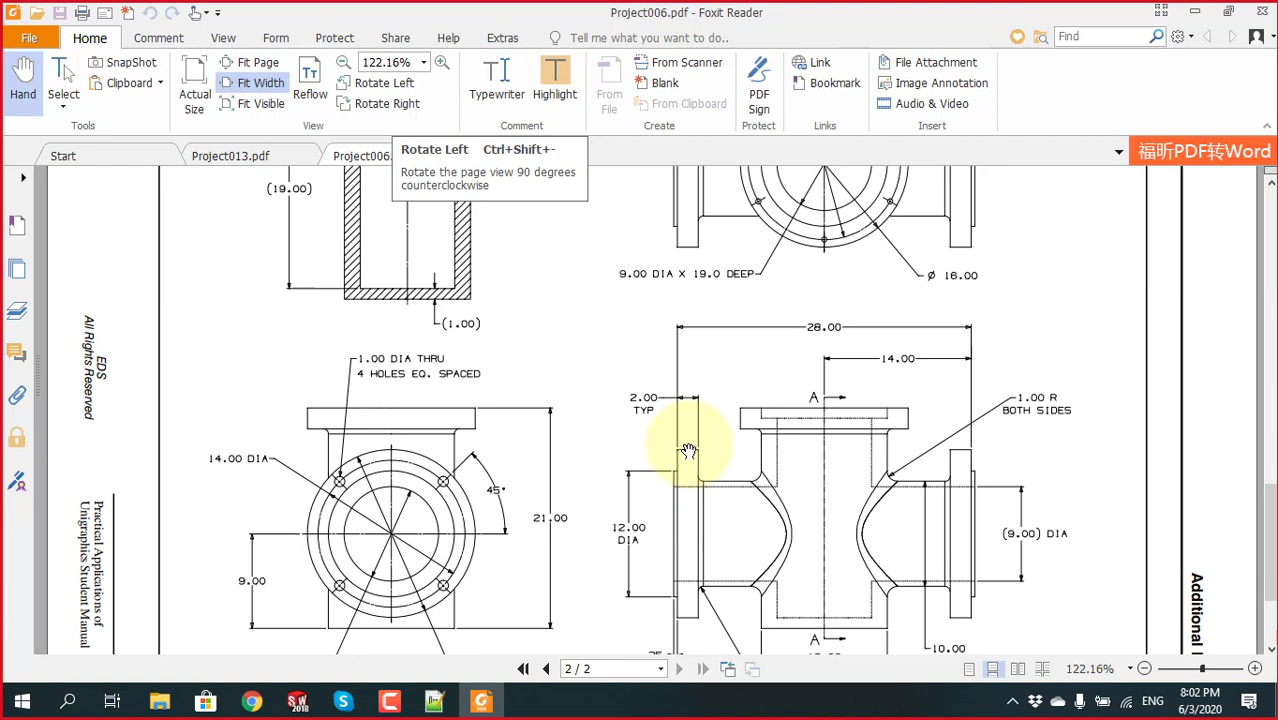 Project006.pdf - Foxit Reader
File Home Comment View Form Protect Share Help Extras Tell me what you want to do.. Find
Hand
Select
SnapShot
Clipboard
Tools
Actual Size
Fit Page
Fit Width
Fit Visible
Reflow
122.16%
Rotate Left
Rotate Right
View
Typewriter
Highlight
Comment
From File
From Scanner
Blank
From Clipboard
Create
PDF Sign
Protect
Link
Bookmark
Links
File Attachment
Image Annotation
Audio & Video
Insert
Start Project013.pdf Project006.
福昕PDF转Word
Rotate Left Ctrl+Shift+-
Rotate the page view 90 degrees
counterclockwise
(19.00)
(1.00)
9.00 DIA X 19.0 DEEP
Ø 16.00
1.00 DIA THRU
4 HOLES EQ. SPACED
14.00 DIA
45°
21.00
9.00
28.00
14.00
2.00
TYP
A
1.00 R
BOTH SIDES
12.00
DIA
(9.00) DIA
A
10.00
EDS
All Rights Reserved
Practical Applications of
Unigraphics Student Manual
Additional
2 / 2
122.16%
SW
2018
ENG
8:02 PM
6/3/2020